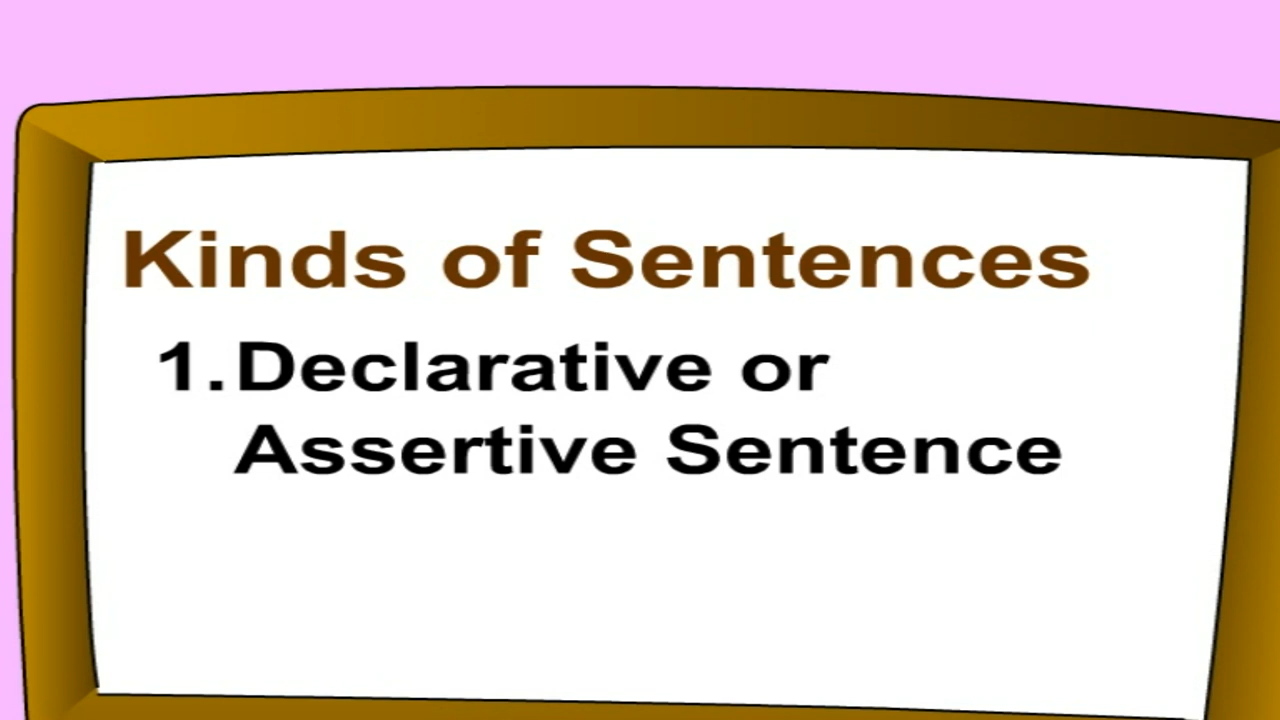 Kinds of Sentences
1. Declarative or
Assertive Sentence